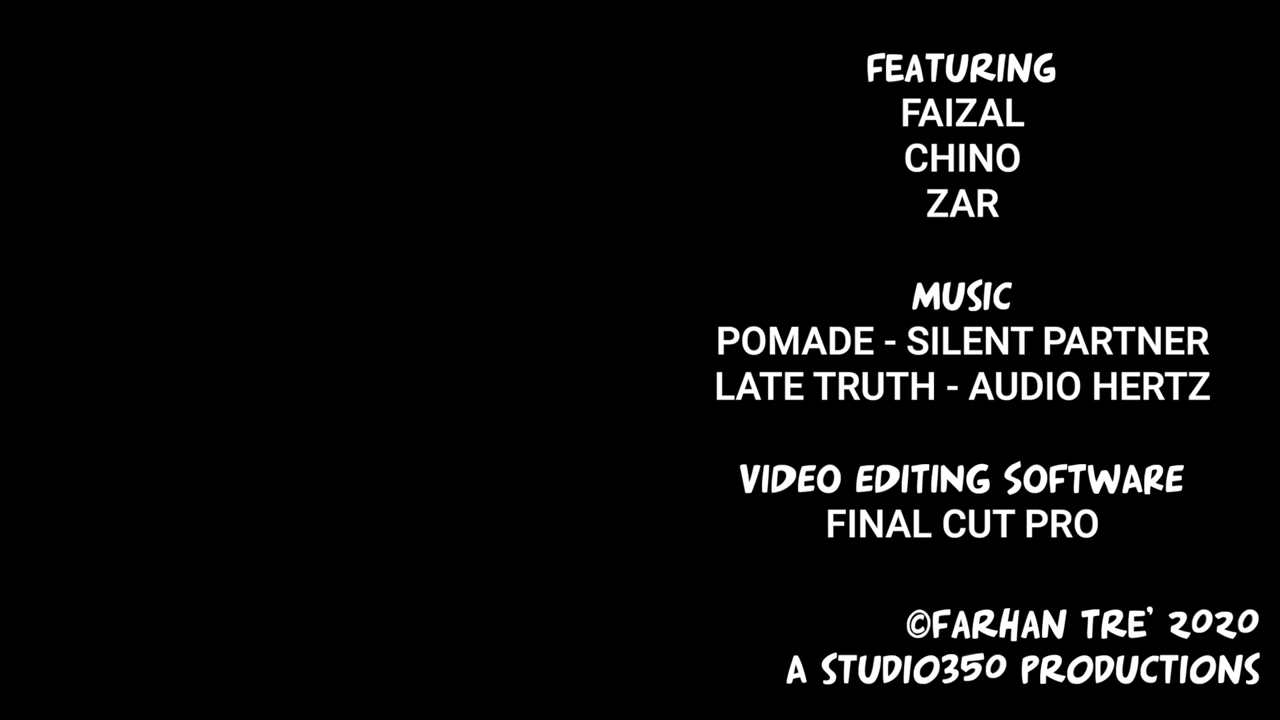 FEATURING
FAIZAL
CHINO
ZAR
MUSIC
POMADE - SILENT PARTNER
LATE TRUTH - AUDIO HERTZ
VIDEO EDITING SOFTWARE
FINAL CUT PRO
©FARHAN TRE' 2020
A STUDIO350 PRODUCTIONS